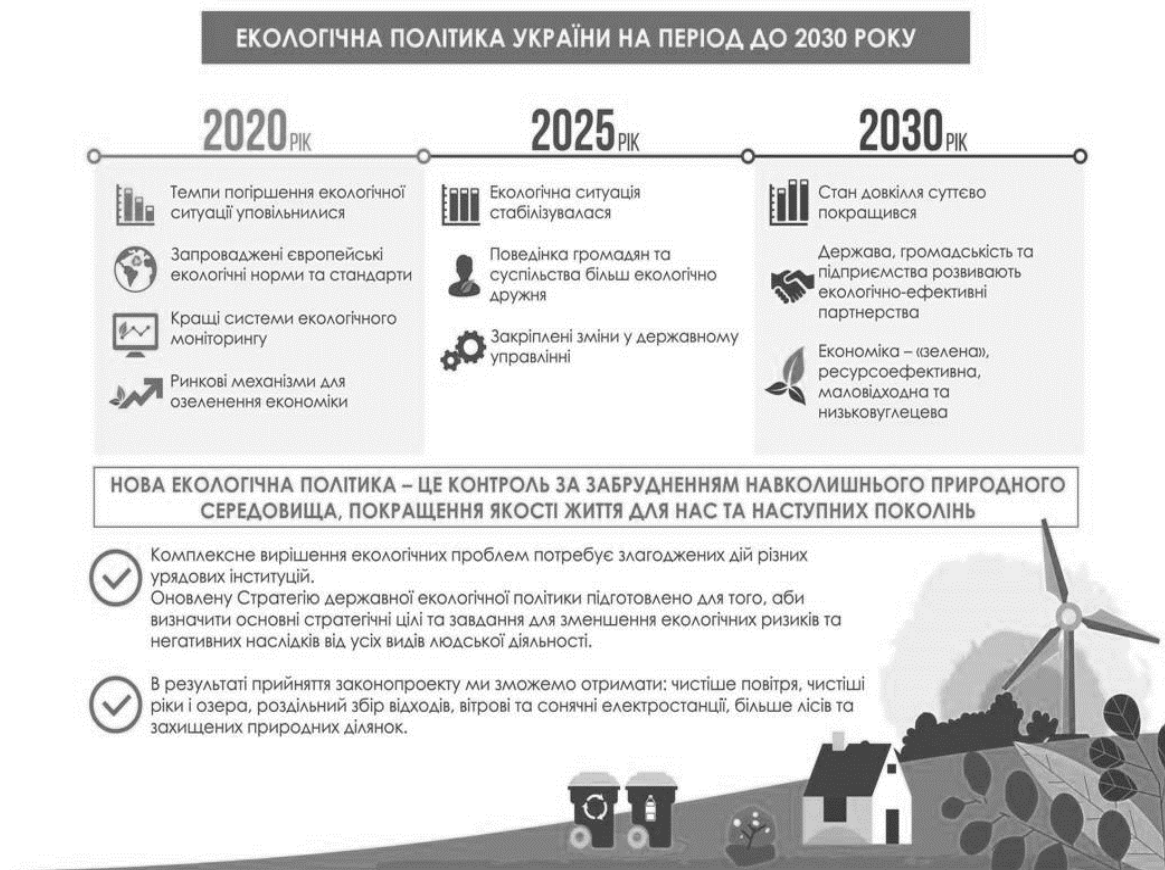 ЕКОЛОГІЧНА ПОЛІТИКА УКРАЇНИ НА ПЕРІОД ДО 2030 РОКУ
2020 РІК
Темпи погіршення екологічної
ситуації уповільнилися
Запроваджені європейські
екологічні норми та стандарти
Кращі системи екологічного
моніторингу
Ринкові механізми для
озеленення економіки
2025 РІК
Екологічна ситуація
стабілізувалася
Поведінка громадян та
суспільства більш екологічно
дружня
Закріплені зміни у державному
управлінні
2030 РІК
Стан довкілля суттєво
покращився
Держава, громадськість та
підприємства розвивають
екологічно-ефективні
партнерства
Економіка – «зелена»,
ресурсоефективна,
маловідходна та
низьковуглецева
НОВА ЕКОЛОГІЧНА ПОЛІТИКА – ЦЕ КОНТРОЛЬ ЗА ЗАБРУДНЕННЯМ НАВКОЛИШНЬОГО ПРИРОДНОГО
СЕРЕДОВИЩА, ПОКРАЩЕННЯ ЯКОСТІ ЖИТТЯ ДЛЯ НАС ТА НАСТУПНИХ ПОКОЛІНЬ
Комплексне вирішення екологічних проблем потребує злагоджених дій різних
урядових інституцій.
Оновлену Стратегію державної екологічної політики підготовлено для того, аби
визначити основні стратегічні цілі та завдання для зменшення екологічних ризиків та
негативних наслідків від усіх видів людської діяльності.
В результаті прийняття законопроекту ми зможемо отримати: чистіше повітря, чистіші
ріки і озера, роздільний збір відходів, вітрові та сонячні електростанції, більше лісів та
захищених природних ділянок.